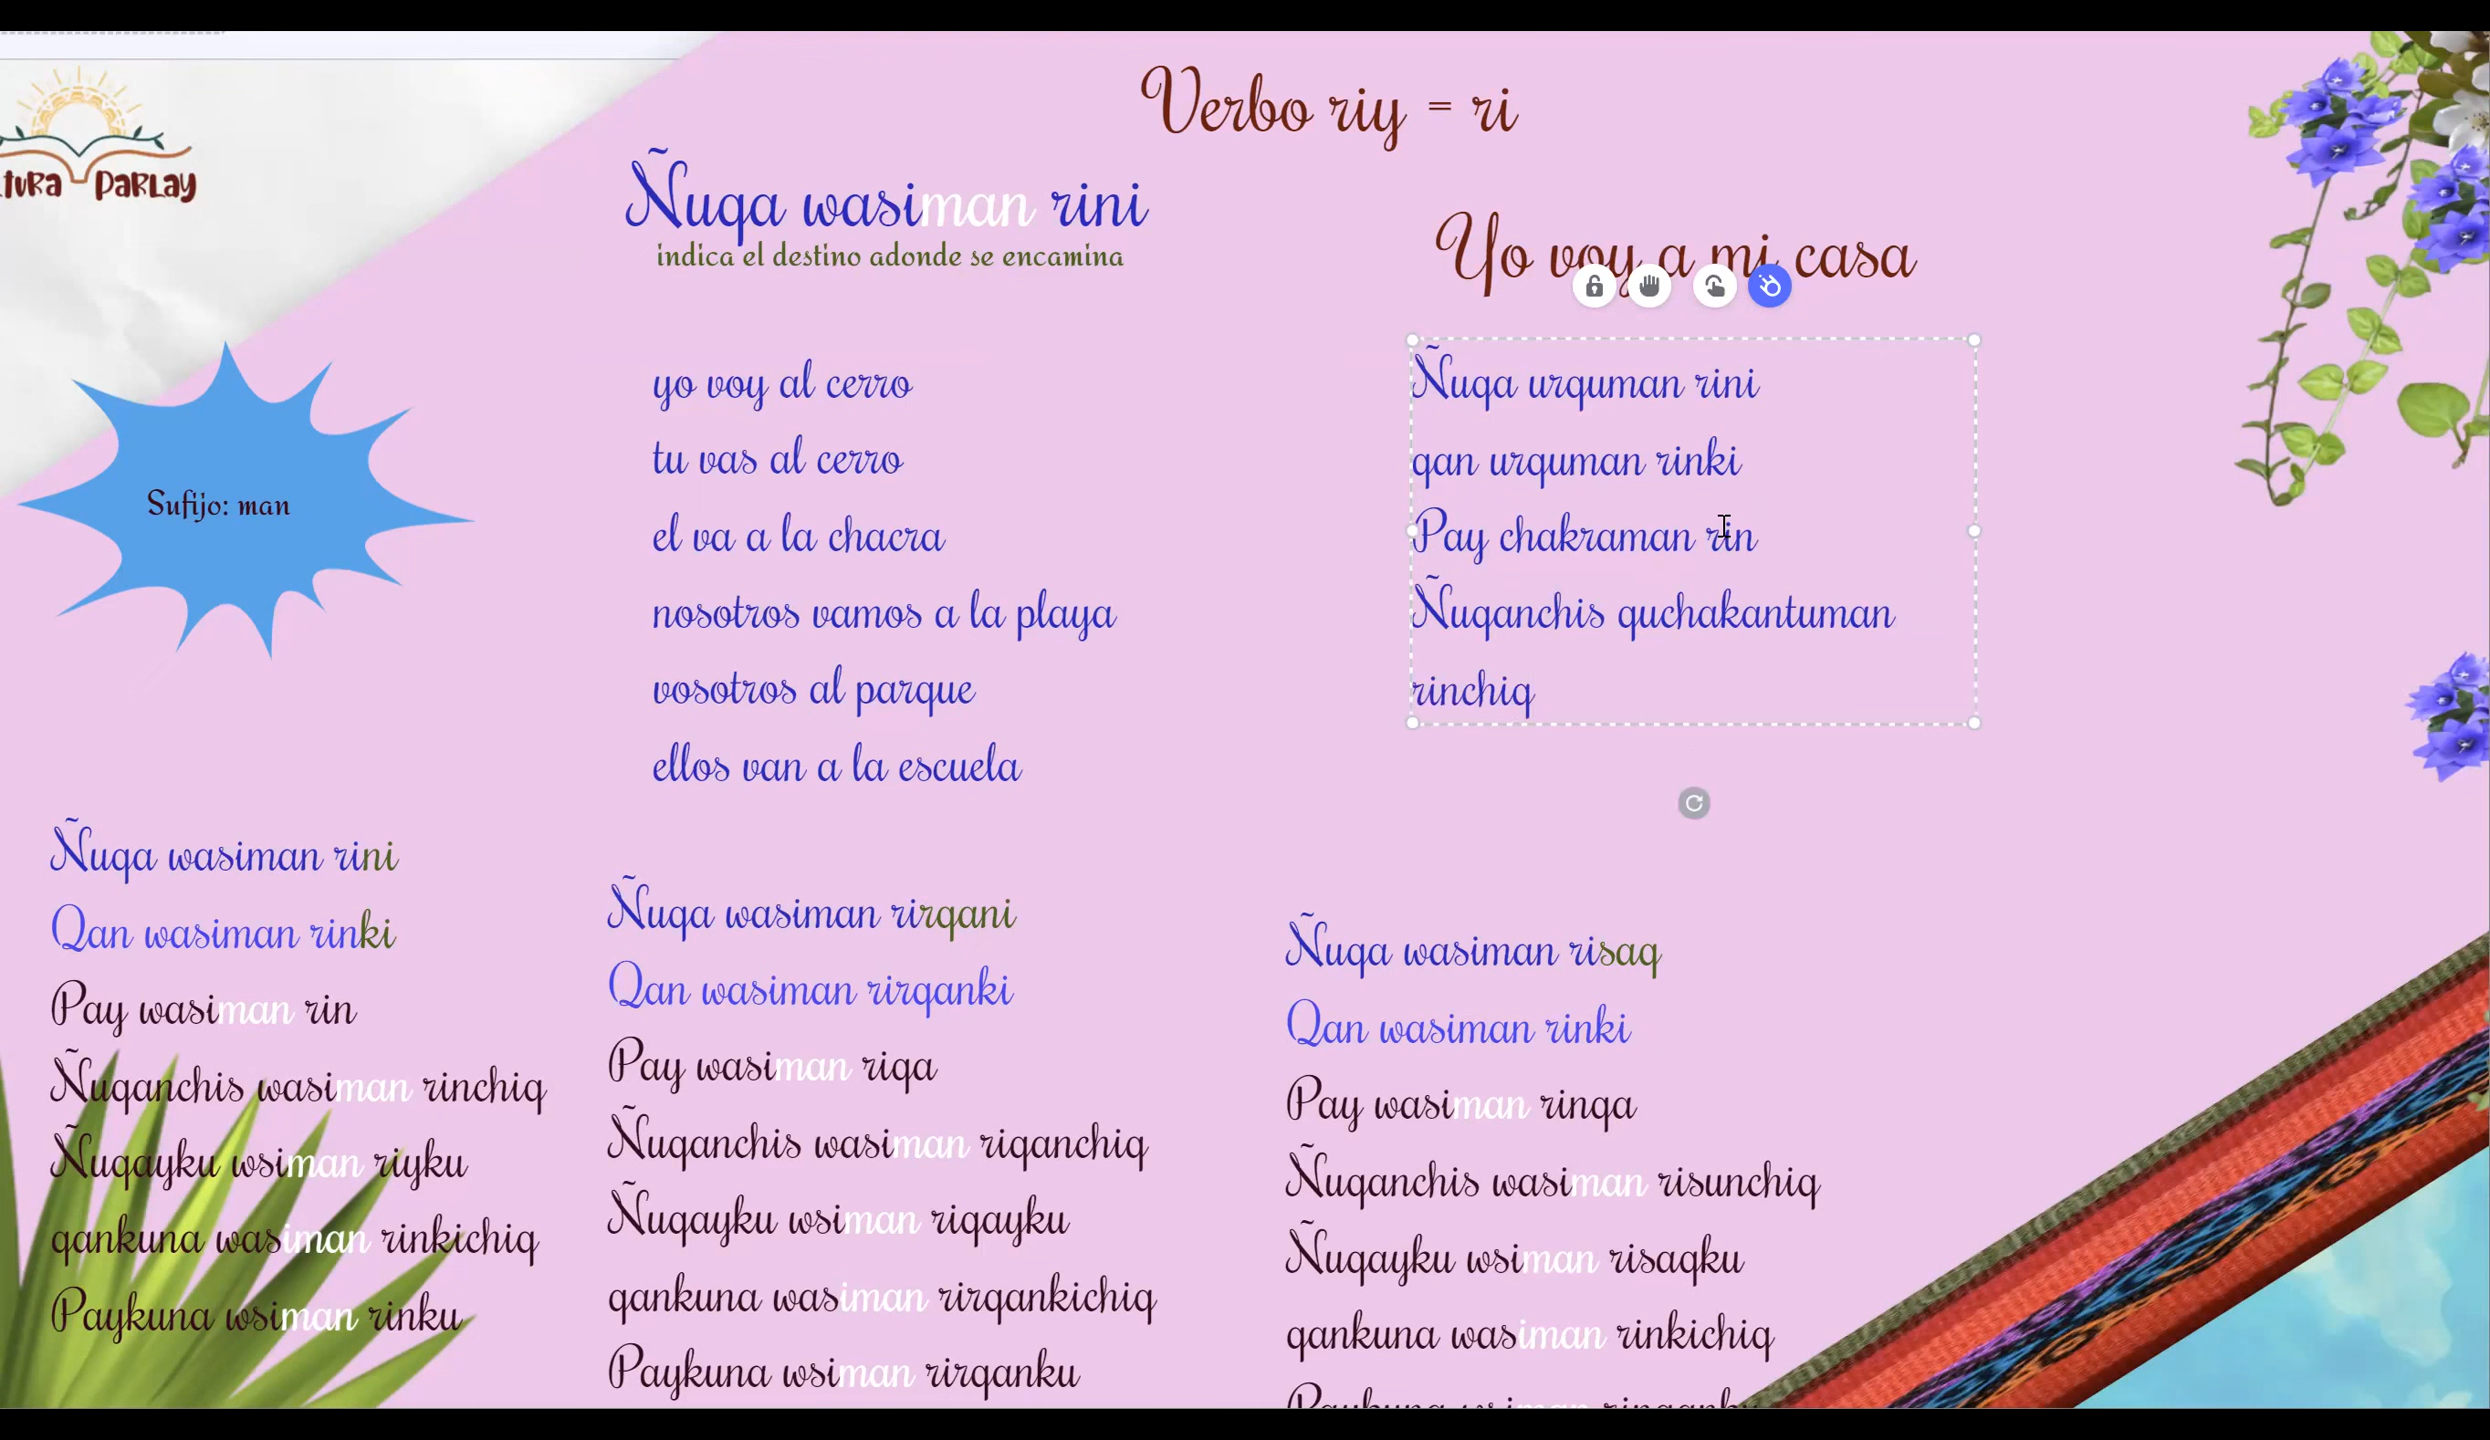 Verbo riy = ri
PARLAY
Ñuqa wasiman rini
indica el destino adonde se encamina
Yo voy a mi casa
Sufijo: man
yo voy al cerro
tu vas al cerro
el va a la chacra
nosotros vamos a la playa
vosotros al parque
ellos van a la escuela
Ñuqa urquman rini
qan urquman rinki
Pay chakraman rin
Ñuqanchis quchakantuman
rinchiq
Ñuqa wasiman rini
Qan wasiman rinki
Pay wasiman rin
Ñuqanchis wasiman rinchiq
Ñuqayku wsiman riyku
qankuna wasiman rinkichiq
Paykuna wsiman rinku
Ñuqa wasiman rirqani
Qan wasiman rirqanki
Pay wasiman riqa
Ñuqanchis wasiman riqanchiq
Ñuqayku wsiman riqayku
qankuna wasiman rirqankichiq
Paykuna wsiman rirqanku
Ñuqa wasiman risaq
Qan wasiman rinki
Pay wasiman rinqa
Ñuqanchis wasiman risunchiq
Ñuqayku wsiman risaqku
qankuna wasiman rinkichiq